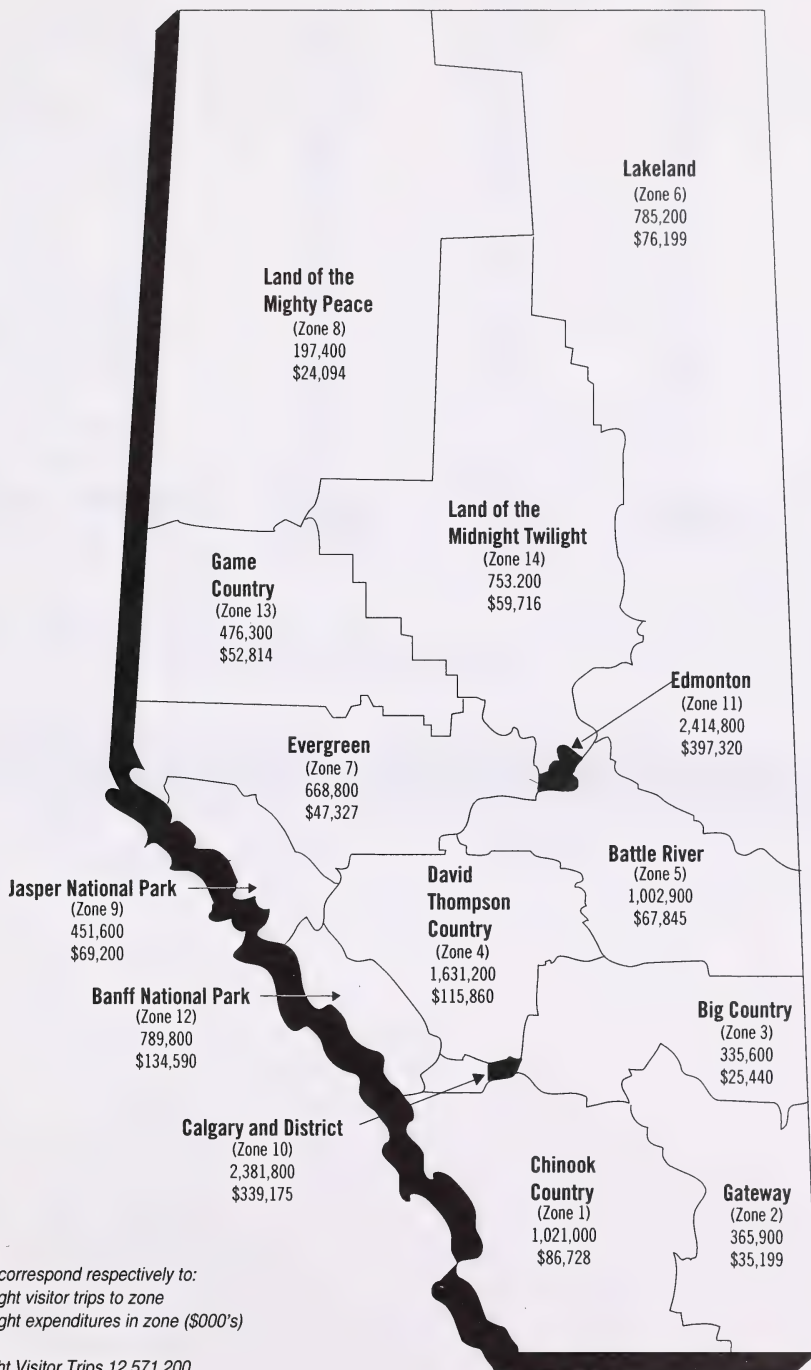 Lakeland
(Zone 6)
785,200
$76,199
Land of the
Mighty Peace
(Zone 8)
197,400
$24,094
Land of the
Midnight Twilight
(Zone 14)
753.200
$59,716
Game
Country
(Zone 13)
476,300
$52,814
Edmonton
(Zone 11)
2,414,800
$397,320
Evergreen
(Zone 7)
668,800
$47,327
Battle River
(Zone 5)
1,002,900
$67,845
David
Thompson
Country
(Zone 4)
1,631,200
$115,860
Jasper National Park
(Zone 9)
451,600
$69,200
Banff National Park
(Zone 12)
789,800
$134,590
Big Country
(Zone 3)
335,600
$25,440
Calgary and District
(Zone 10)
2,381,800
$339,175
Chinook
Country
(Zone 1)
1,021,000
$86,728
Gateway
(Zone 2)
365,900
$35,199
correspond respectively to:
ght visitor trips to zone
ght expenditures in zone ($000's)
ht Visitor Trips 12,571,200